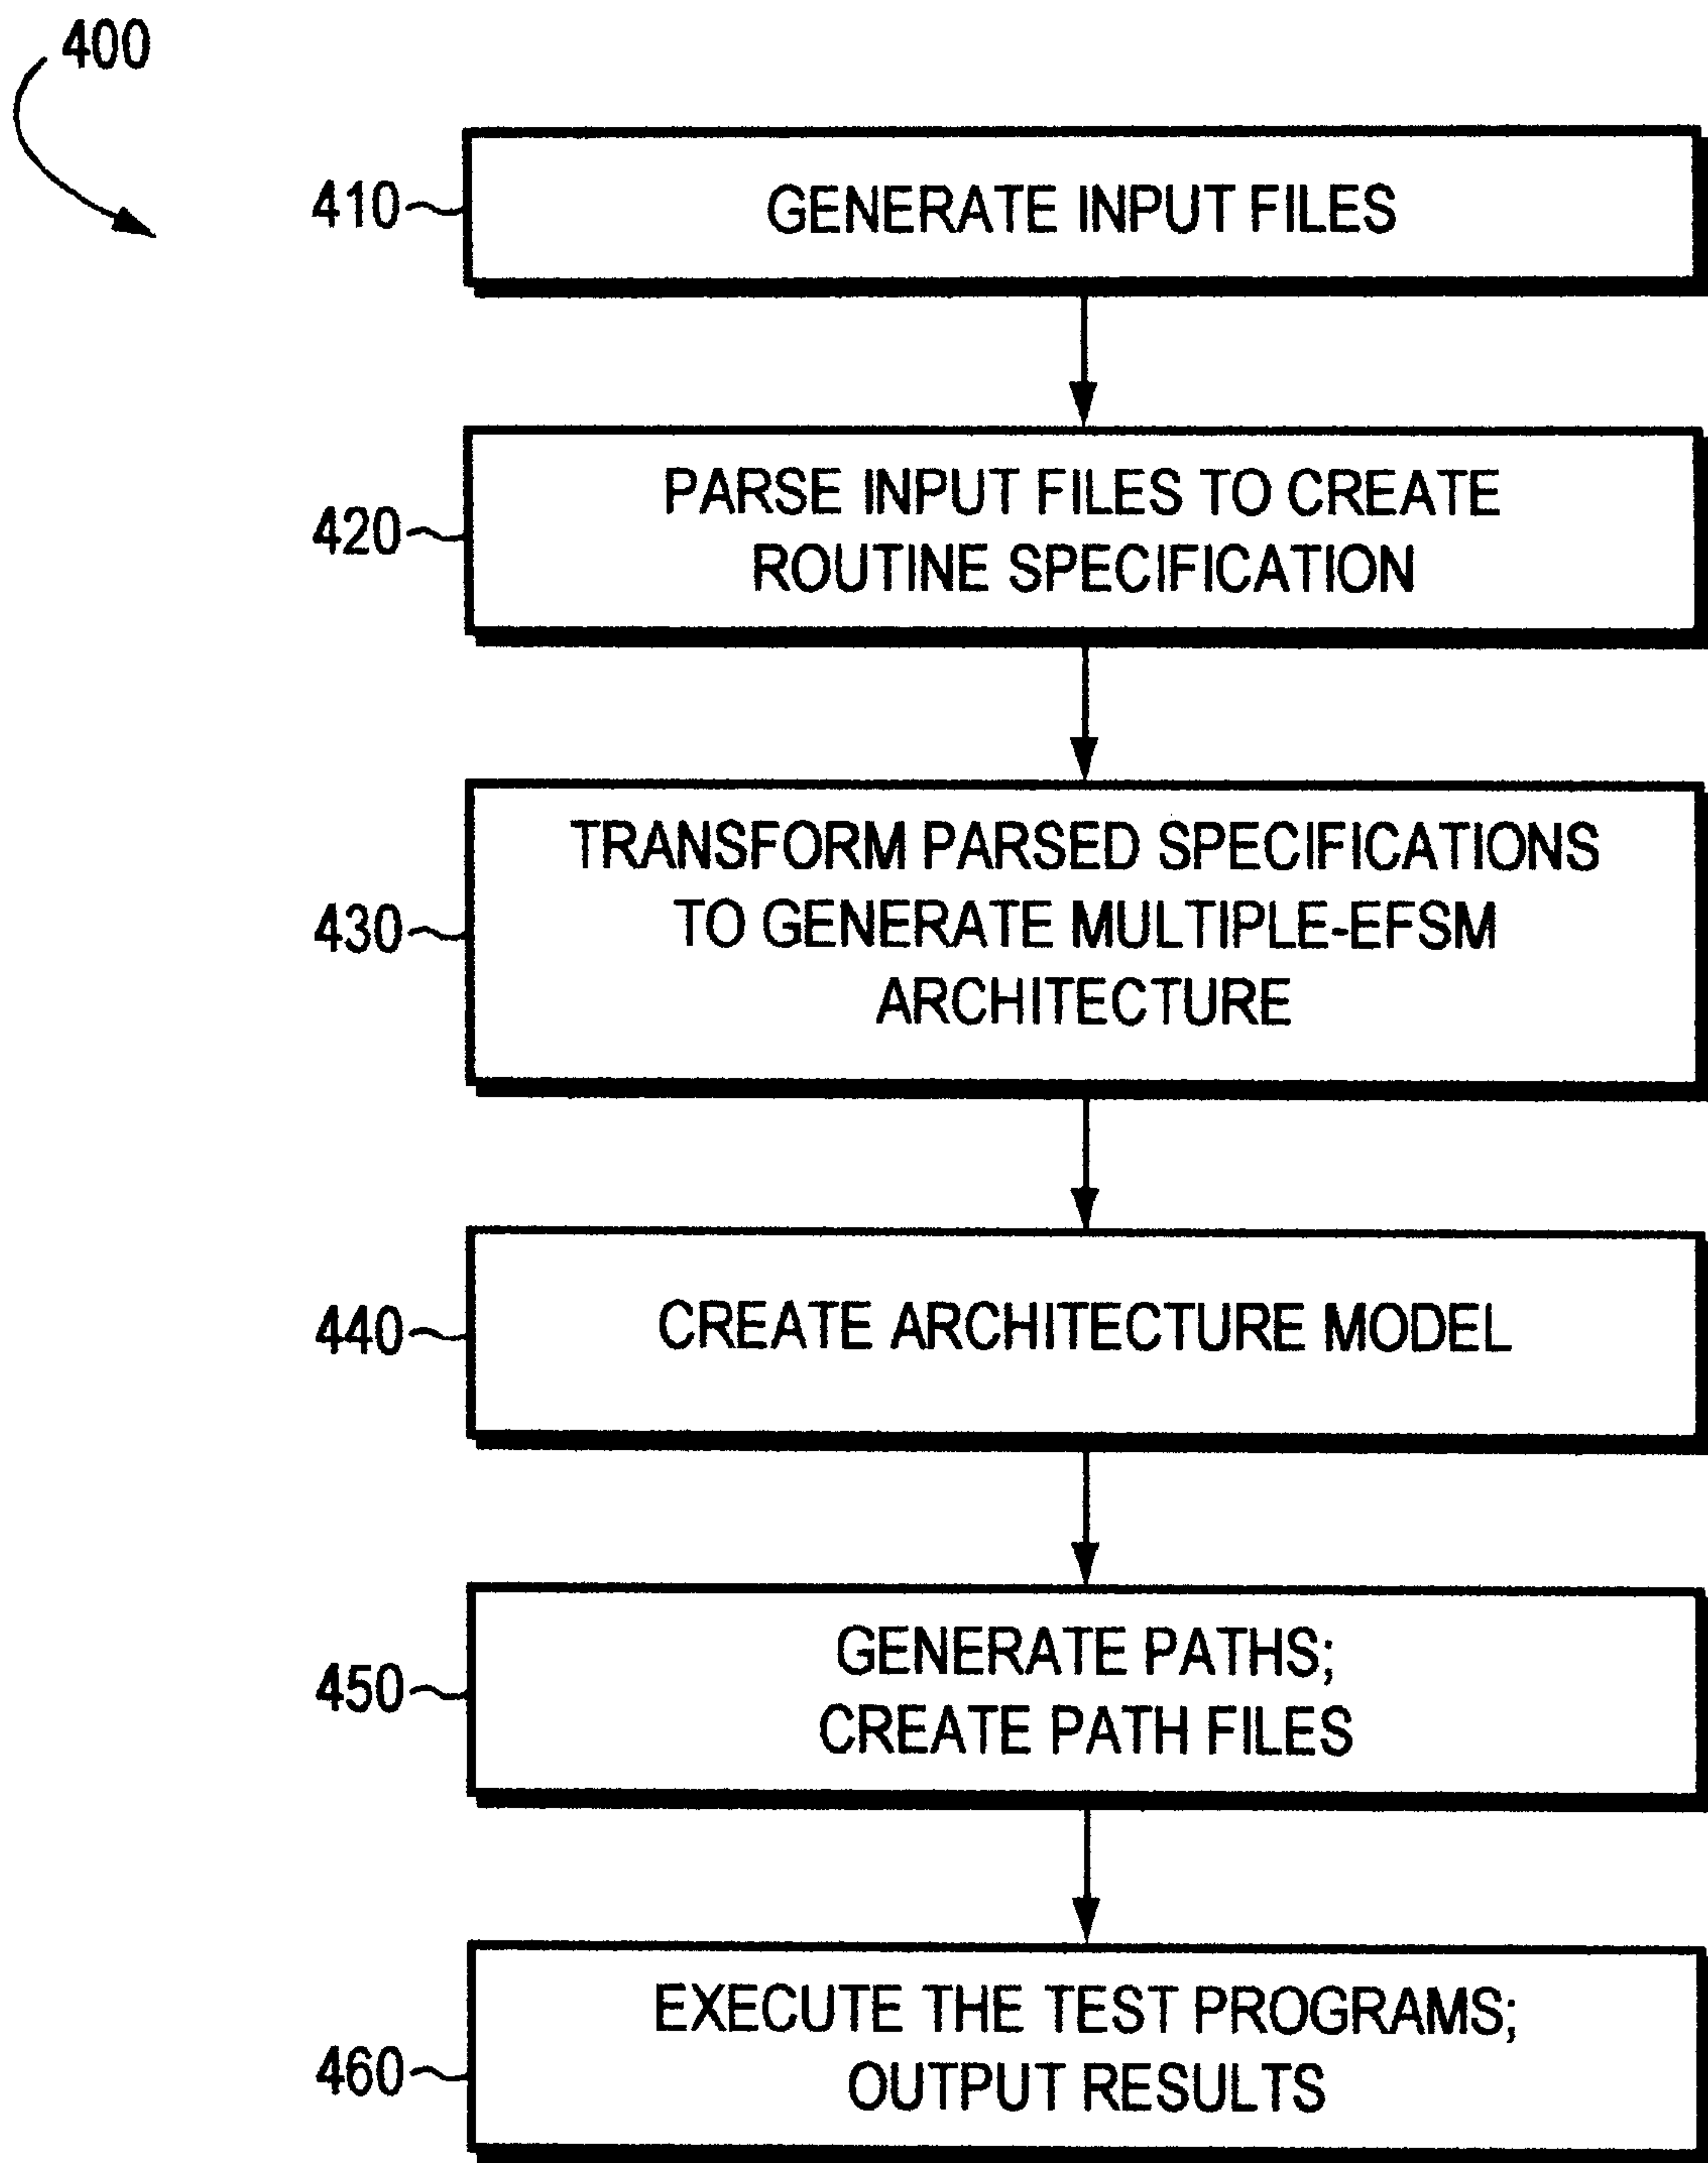 400
410
GENERATE INPUT FILES
420
PARSE INPUT FILES TO CREATE
ROUTINE SPECIFICATION
430
TRANSFORM PARSED SPECIFICATIONS
TO GENERATE MULTIPLE-EFSM
ARCHITECTURE
440
CREATE ARCHITECTURE MODEL
450
GENERATE PATHS;
CREATE PATH FILES
460
EXECUTE THE TEST PROGRAMS;
OUTPUT RESULTS